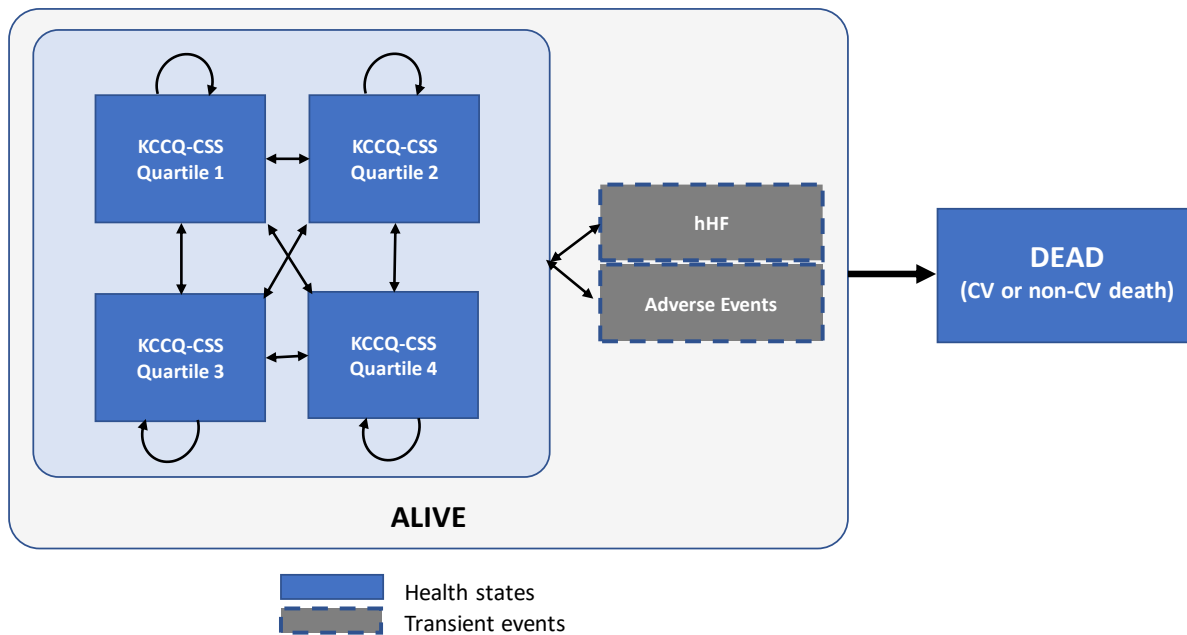 KCCQ-CSS
Quartile 1
KCCQ-CSS
Quartile 2
KCCQ-CSS
Quartile 3
KCCQ-CSS
Quartile 4
hHF
Adverse Events
DEAD
(CV or non-CV death)
ALIVE
Health states
Transient events